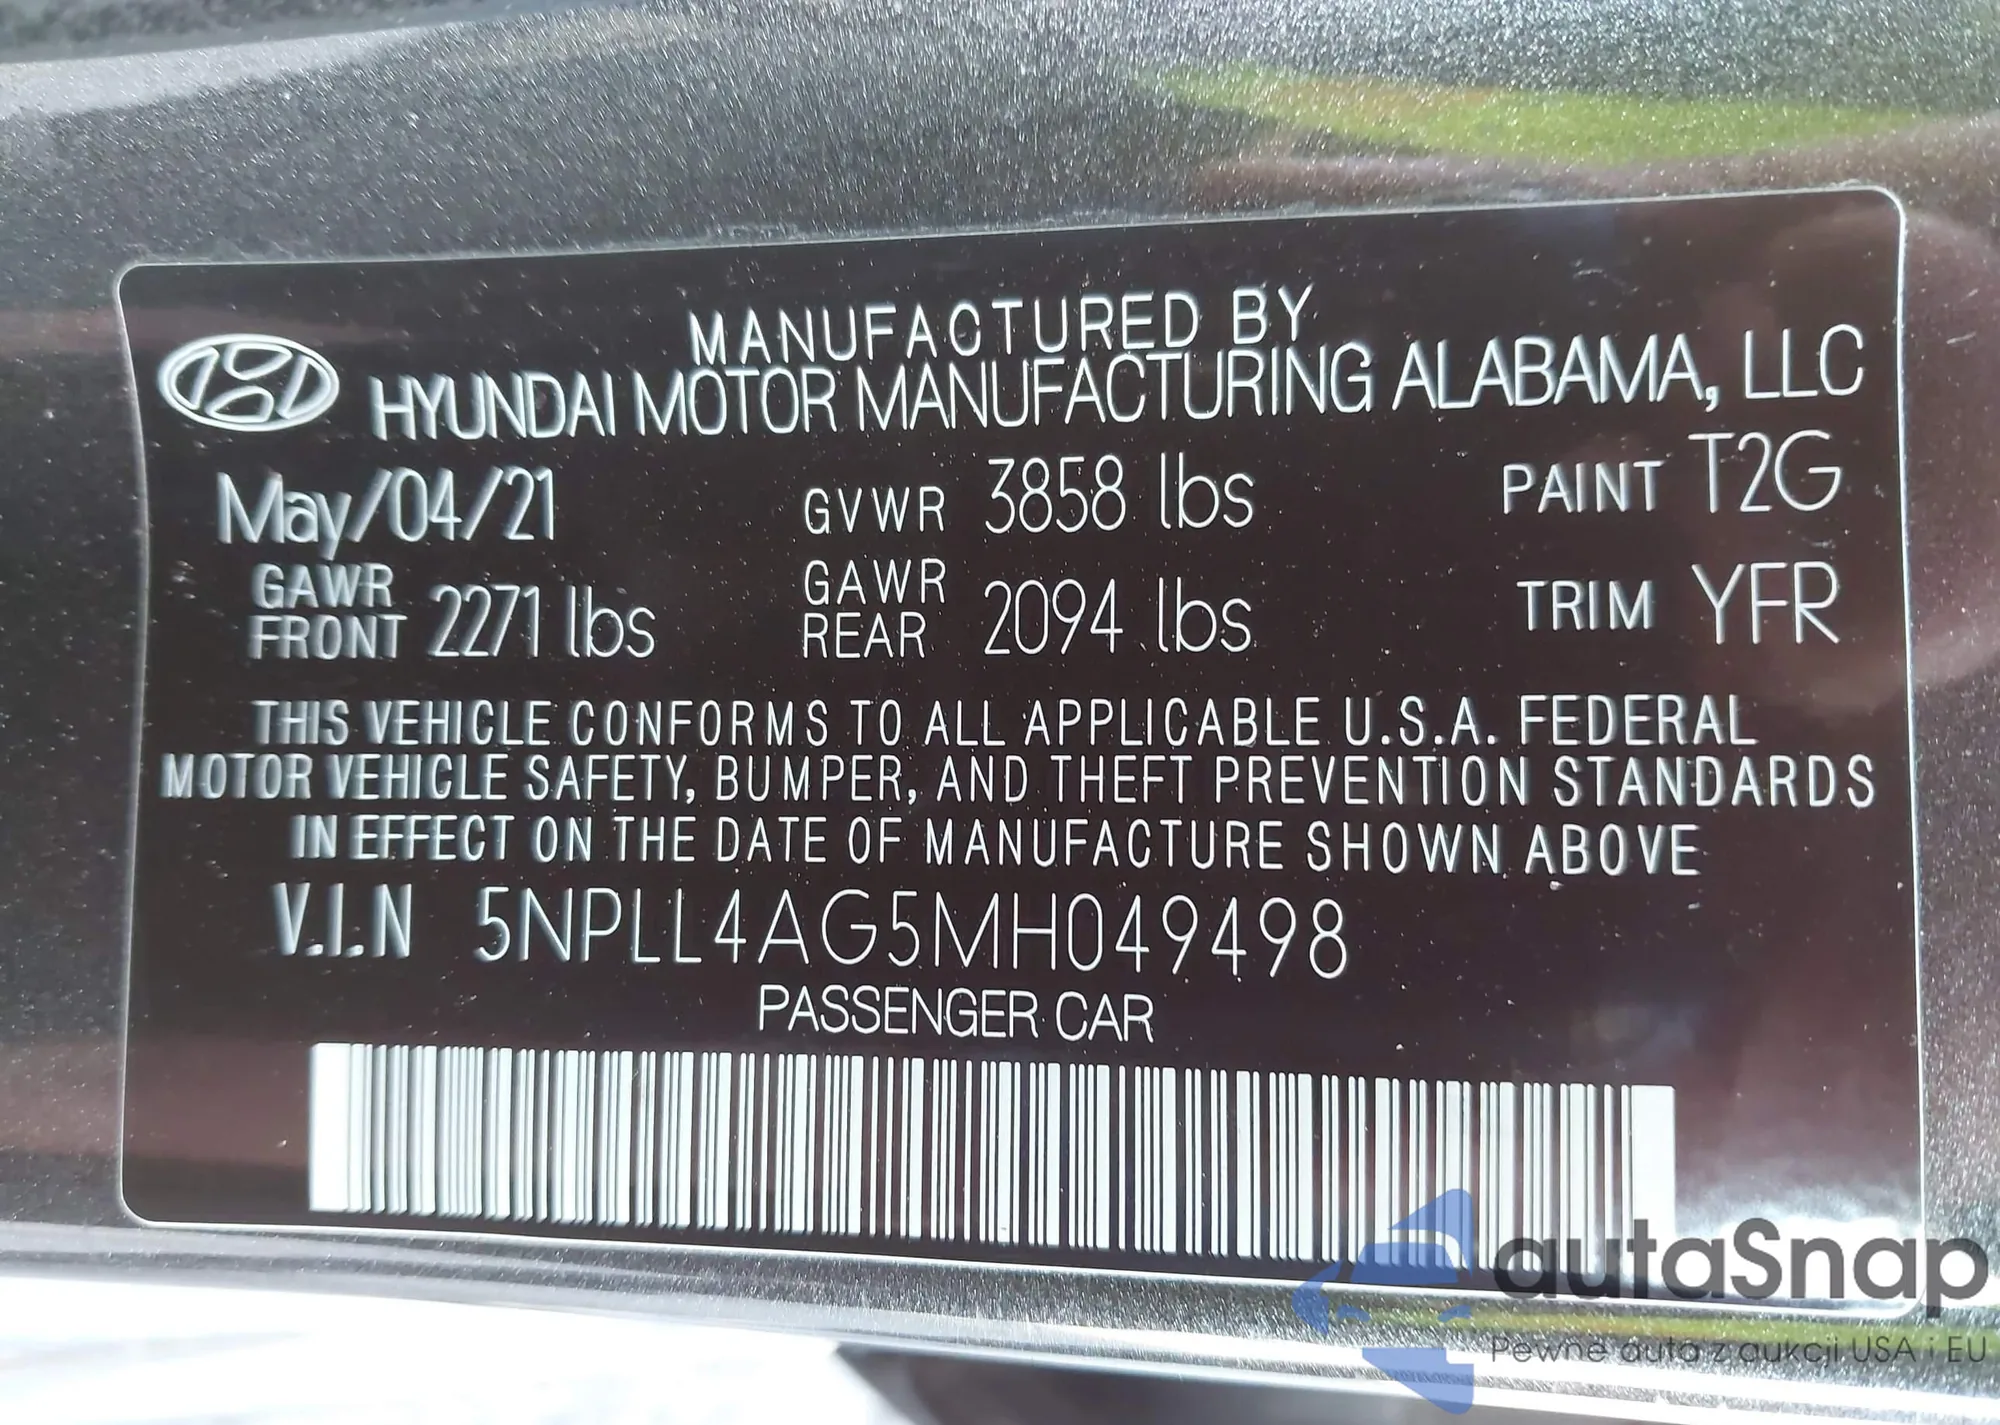 MANUFACTURED BY
HYUNDAI MOTOR MANUFACTURING ALABAMA, LLC
May/04/21 GVWR 3858 lbs PAINT T2G
GAWR FRONT 2271 lbs GAWR REAR 2094 lbs TRIM YFR
THIS VEHICLE CONFORMS TO ALL APPLICABLE U.S.A. FEDERAL
MOTOR VEHICLE SAFETY, BUMPER, AND THEFT PREVENTION STANDARDS
IN EFFECT ON THE DATE OF MANUFACTURE SHOWN ABOVE
V.I.N 5NPLL4AG5MH049498
PASSENGER CAR
autaSnap
Pewne auta z aukcji USA i EU